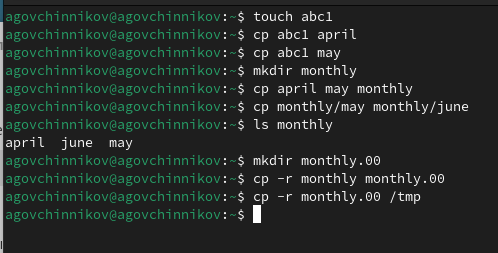 agovchinnikov@agovchinnikov:~$ touch abc1
agovchinnikov@agovchinnikov:~$ cp abc1 april
agovchinnikov@agovchinnikov:~$ cp abc1 may
agovchinnikov@agovchinnikov:~$ mkdir monthly
agovchinnikov@agovchinnikov:~$ cp april may monthly
agovchinnikov@agovchinnikov:~$ cp monthly/may monthly/june
agovchinnikov@agovchinnikov:~$ ls monthly
april  june  may
agovchinnikov@agovchinnikov:~$ mkdir monthly.00
agovchinnikov@agovchinnikov:~$ cp -r monthly monthly.00
agovchinnikov@agovchinnikov:~$ cp -r monthly.00 /tmp
agovchinnikov@agovchinnikov:~$